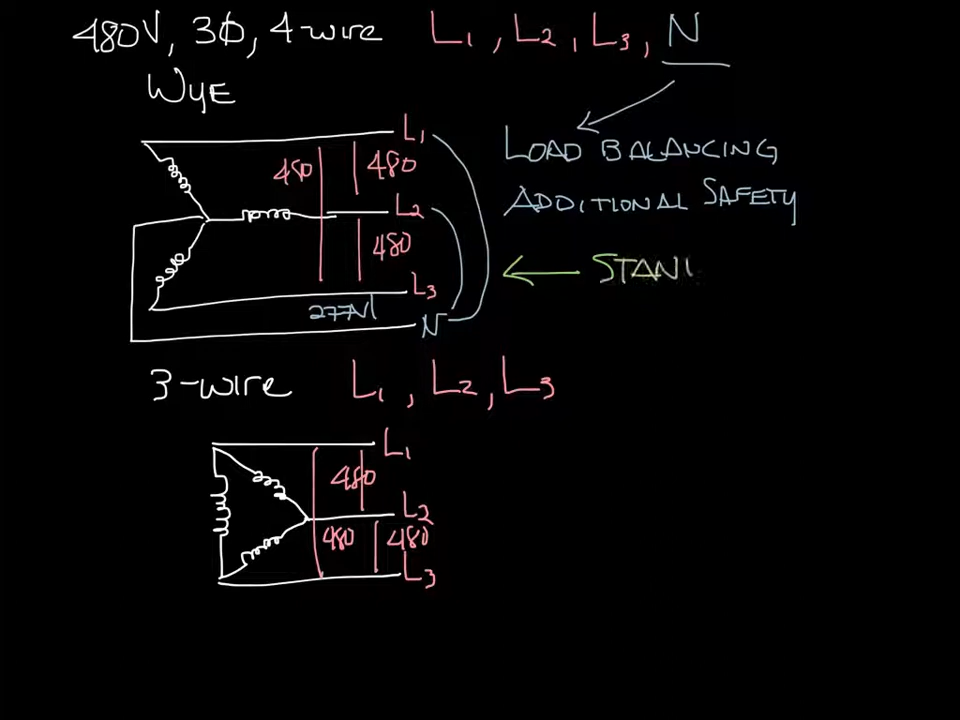 480V, 3Ø, 4-wire L1, L2, L3, N
WYE
L1
480 480
L2
480
L3
277V
N
LOAD BALANCING
ADDITIONAL SAFETY
← STAN
3-wire L1, L2, L3
L1
480
L2
480 480
L3